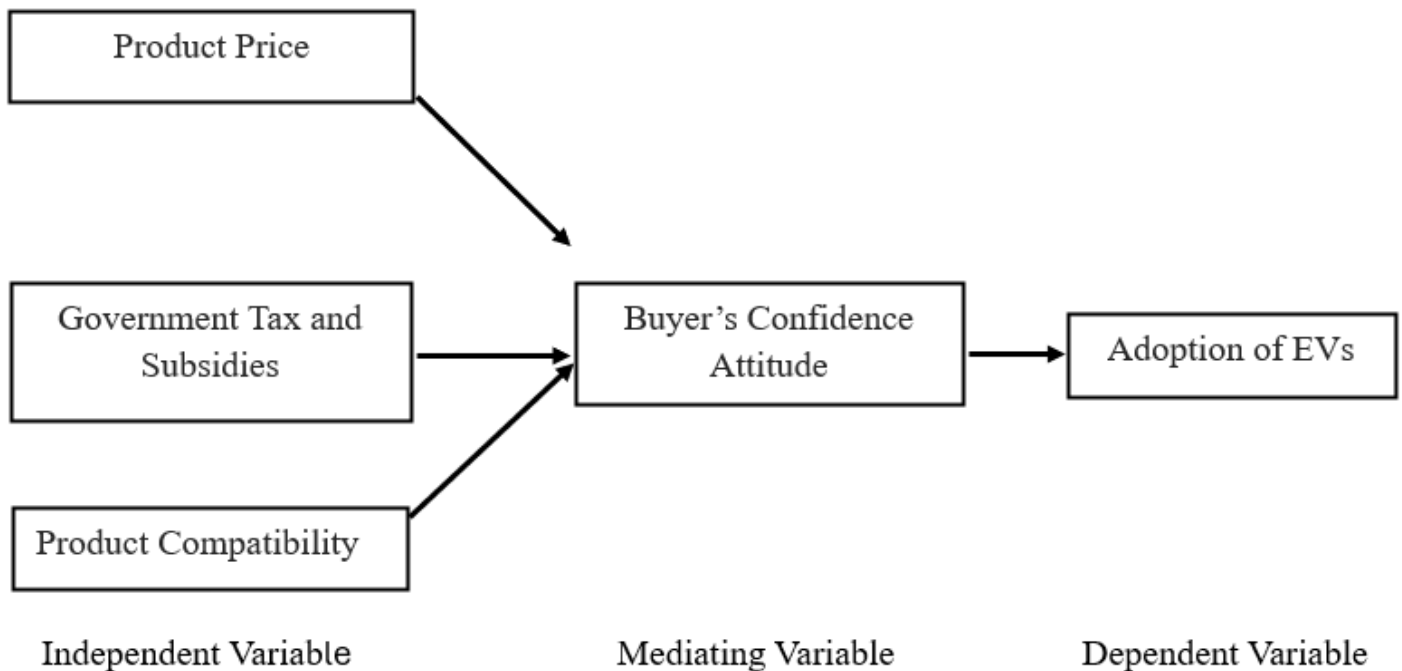 Product Price
Government Tax and
Subsidies
Buyer’s Confidence
Attitude
Adoption of EVs
Product Compatibility
Independent Variable
Mediating Variable
Dependent Variable